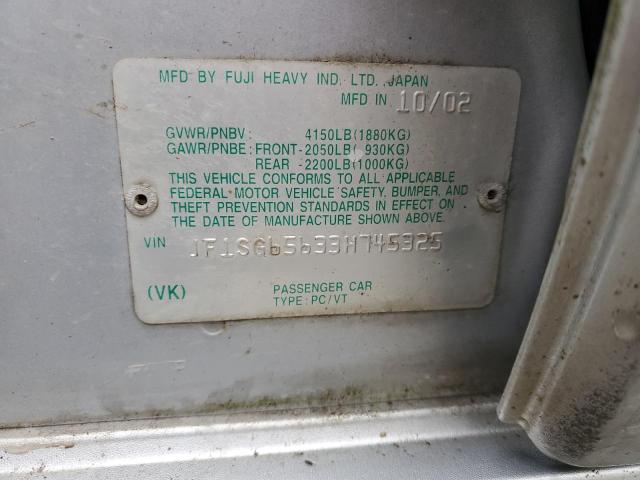 MFD BY FUJI HEAVY IND. LTD. JAPAN
MFD IN 10/02
GVWR/PNBV: 4150LB(1880KG)
GAWR/PNBE: FRONT-2050LB( 930KG)
REAR -2200LB(1000KG)
THIS VEHICLE CONFORMS TO ALL APPLICABLE
FEDERAL MOTOR VEHICLE SAFETY, BUMPER, AND
THEFT PREVENTION STANDARDS IN EFFECT ON
THE DATE OF MANUFACTURE SHOWN ABOVE.
VIN JF1SG65633H745325
(VK) PASSENGER CAR
TYPE: PC/VT